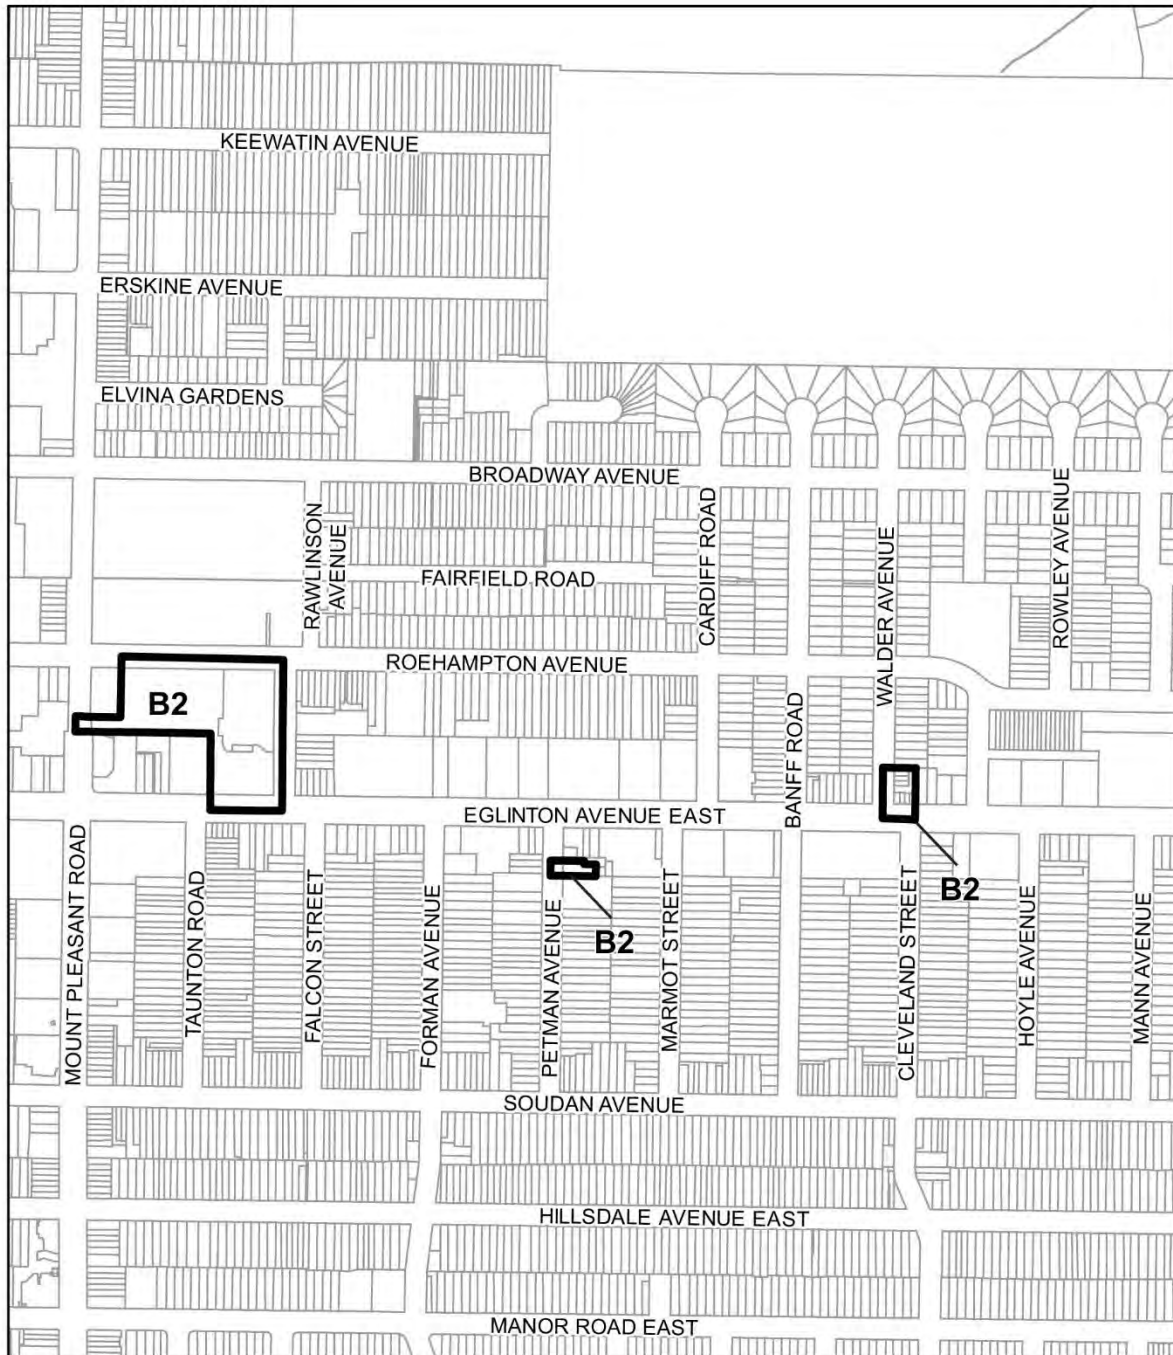 KEEWATIN AVENUE
ERSKINE AVENUE
ELVINA GARDENS
BROADWAY AVENUE
RAWLINSON
AVENUE
FAIRFIELD ROAD
CARDIFF ROAD
WALDER AVENUE
ROWLEY AVENUE
ROEHAMPTON AVENUE
B2
BANFF ROAD
EGLINTON AVENUE EAST
MOUNT PLEASANT ROAD
TAUNTON ROAD
FALCON STREET
FORMAN AVENUE
PETMAN AVENUE
B2
MARMOT STREET
CLEVELAND STREET
B2
HOYLE AVENUE
MANN AVENUE
SOUDAN AVENUE
HILLSDALE AVENUE EAST
MANOR ROAD EAST